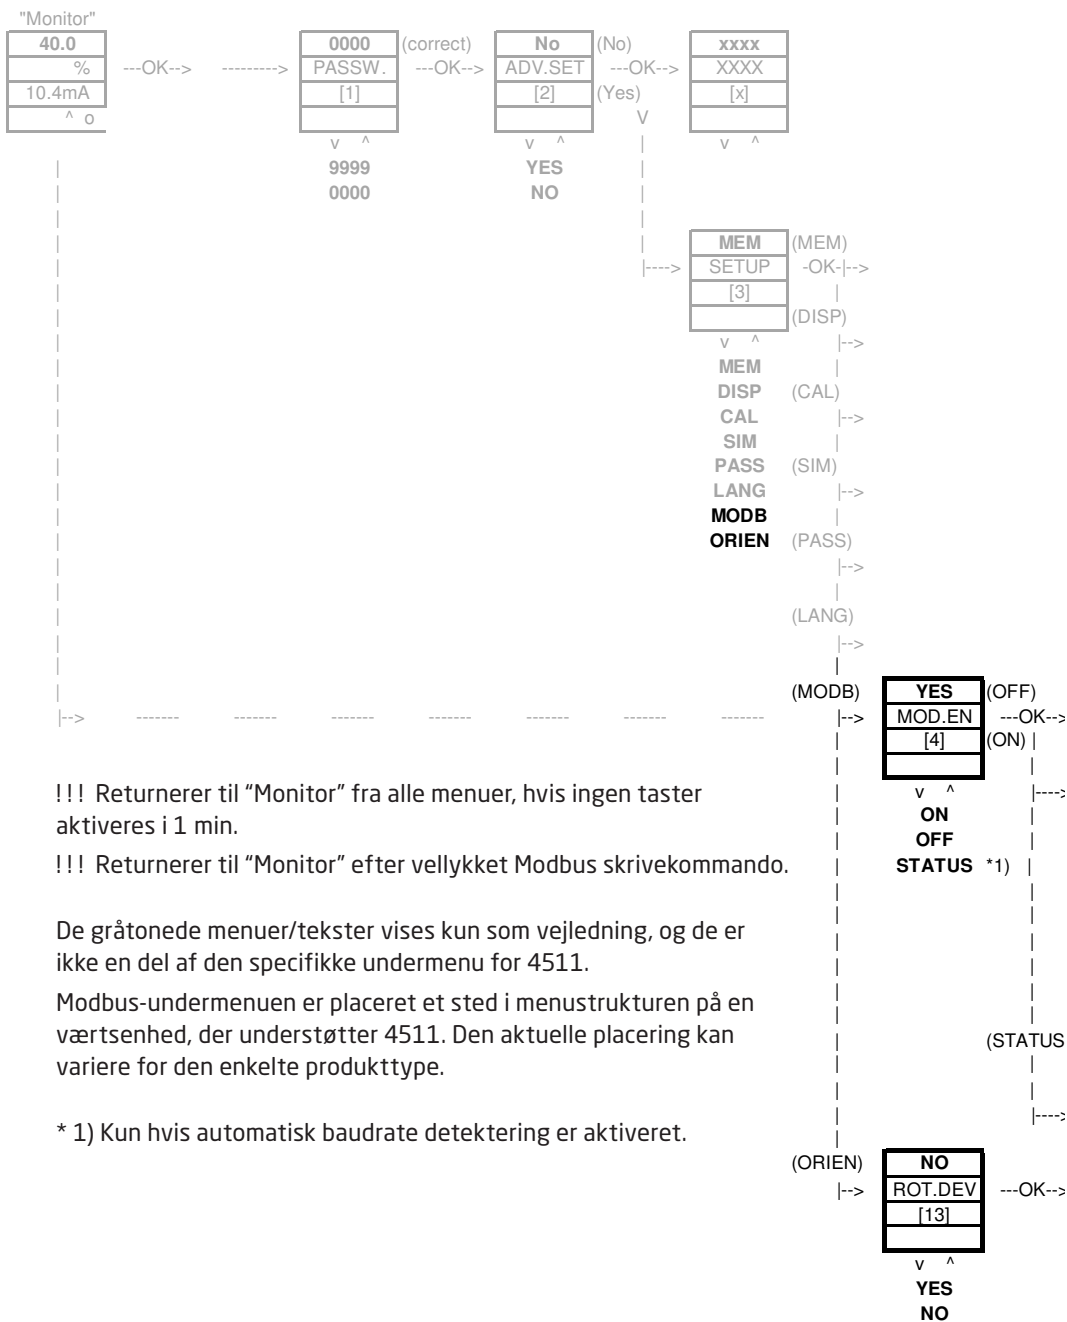 "Monitor"
40.0 0000 (correct) No (No) xxxx
% ---OK--> ---------> PASSW. ---OK--> ADV.SET ---OK--> XXXX
10.4mA [1] [2] (Yes) [x]
^ o V
v ^ v ^ | v ^
| 9999 YES |
0000 NO |
MEM (MEM)
|----> SETUP -OK-|-->
[3] |
(DISP)
v ^ |-->
MEM |
DISP (CAL)
CAL |-->
SIM |
PASS (SIM)
LANG |-->
MODB |
ORIEN (PASS)
|-->
|
(LANG)
|-->
|
(MODB) YES (OFF)
|--> ------- ------- ------- ------- ------- ------- ------- |--> MOD.EN ---OK-->
| [4] (ON) |
v ^ |---->
ON |
OFF |
STATUS *1) |
!!! Returnerer til “Monitor” fra alle menuer, hvis ingen taster
aktiveres i 1 min.
!!! Returnerer til “Monitor” efter vellykket Modbus skrivekommando.
De gråtonede menuer/tekster vises kun som vejledning, og de er
ikke en del af den specifikke undermenu for 4511.
Modbus-undermenuen er placeret et sted i menustrukturen på en
værtsenhed, der understøtter 4511. Den aktuelle placering kan
variere for den enkelte produkttype.
(STATUS
|
|---->
* 1) Kun hvis automatisk baudrate detektering er aktiveret.
(ORIEN) NO
|--> ROT.DEV ---OK-->
[13]
v ^
YES
NO